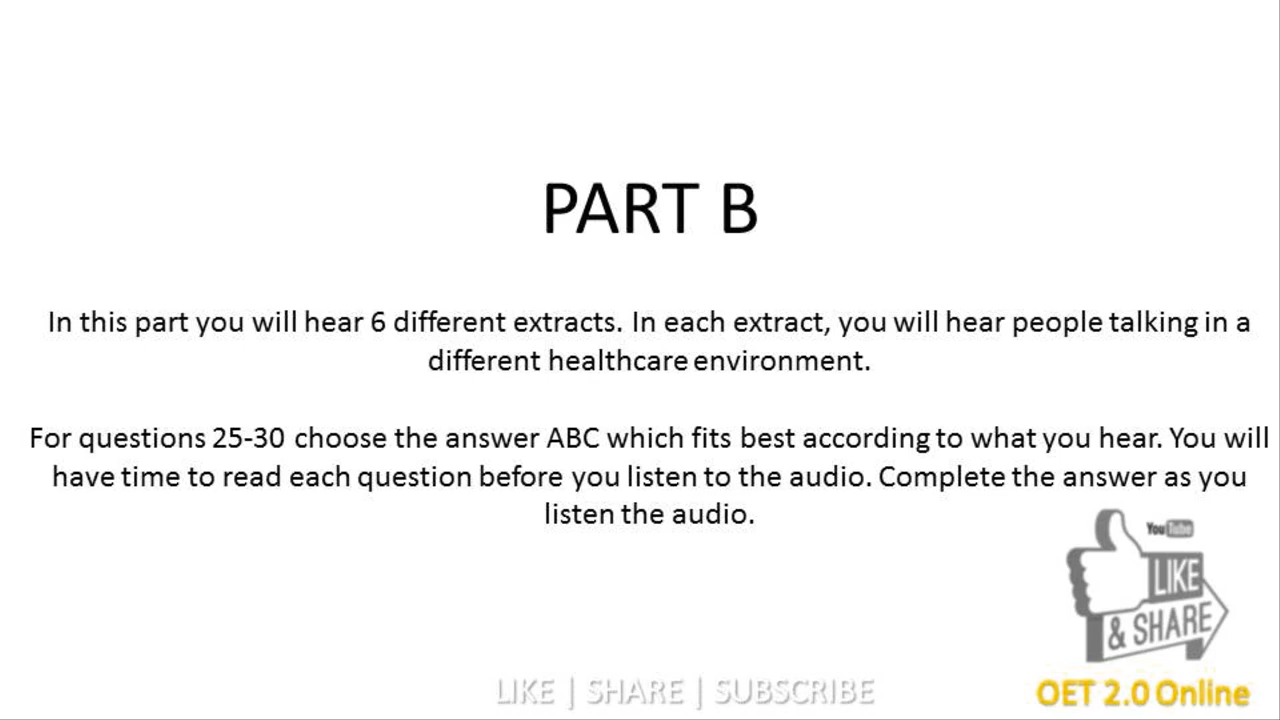 PART B
In this part you will hear 6 different extracts. In each extract, you will hear people talking in a
different healthcare environment.
For questions 25-30 choose the answer ABC which fits best according to what you hear. You will
have time to read each question before you listen to the audio. Complete the answer as you
listen the audio.
YouTube
LIKE
& SHARE
LIKE | SHARE | SUBSCRIBE
OET 2.0 Online